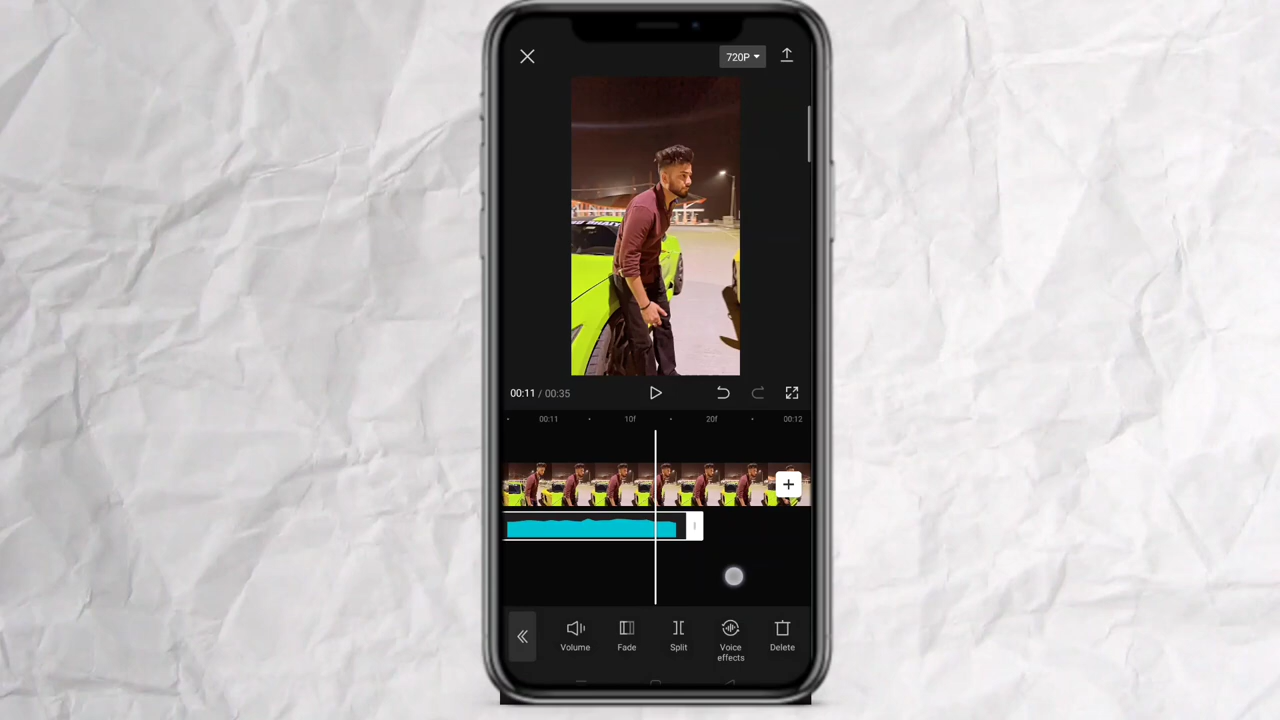 720P
00:11 / 00:35
00:11 10f 20f 00:12
Volume Fade Split Voice effects Delete